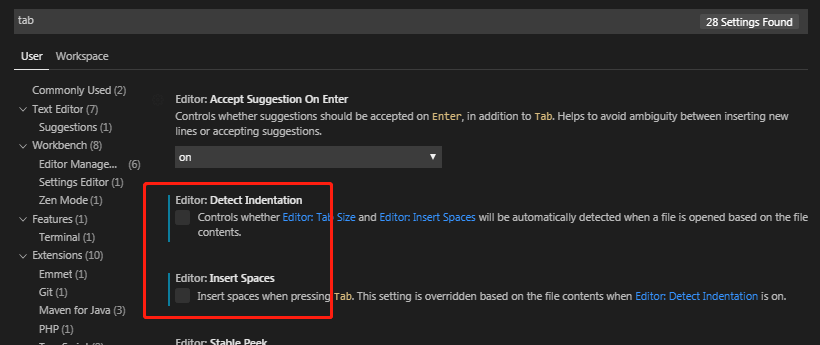 tab
28 Settings Found
User
Workspace
Commonly Used (2)
Text Editor (7)
Suggestions (1)
Workbench (8)
Editor Manage... (6)
Settings Editor (1)
Zen Mode (1)
Features (1)
Terminal (1)
Extensions (10)
Emmet (1)
Git (1)
Maven for Java (3)
PHP (1)
Editor: Accept Suggestion On Enter
Controls whether suggestions should be accepted on Enter, in addition to Tab. Helps to avoid ambiguity between inserting new
lines or accepting suggestions.
on
Editor: Detect Indentation
Controls whether Editor: Tab Size and Editor: Insert Spaces will be automatically detected when a file is opened based on the file
contents.
Editor: Insert Spaces
Insert spaces when pressing Tab. This setting is overridden based on the file contents when Editor: Detect Indentation is on.
Editor: Stable Peek